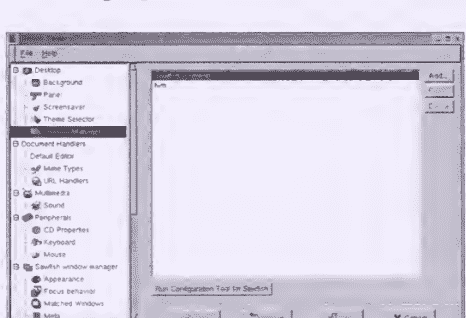 File Help
Desktop
Background
Panel
Screensaver
Theme Selector
Manager
Document Handlers
Default Editor
Mime Types
URL Handlers
Multimedia
Sound
Peripherals
CD Properties
Keyboard
Mouse
Sawfish window manager
Appearance
Focus behavior
Matched Windows
Meta
twm
Add...
Run Configuration Tool for Sawfish